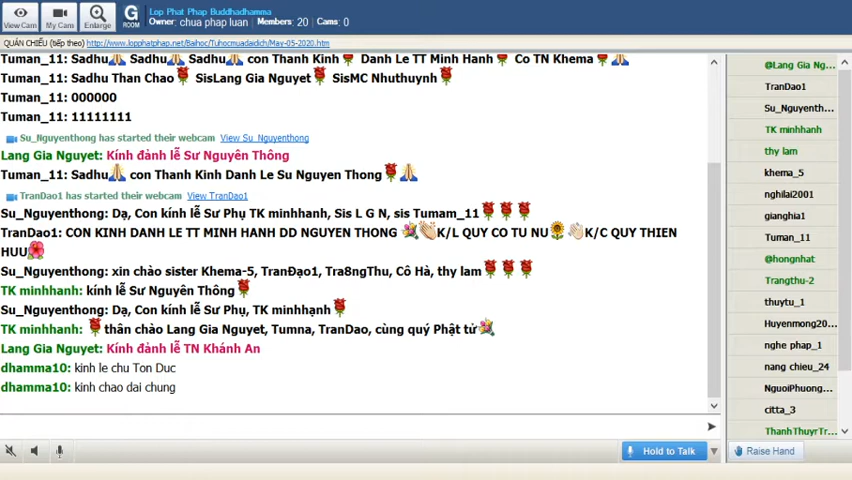 Lop Phat Phap Buddhadhamma
Owner: chua phap luan Members: 20 Cams: 0
View Cam My Cams Enlarge G ROOM
QUÁN CHIẾU (tiếp theo) http://www.lopphatphap.net/Baihoc/Tuhocmuadaidich/May-05-2020.htm
Tuman_11: Sadhu Sadhu Sadhu con Thanh Kinh Danh Le TT Minh Hanh Co TN Khema
Tuman_11: Sadhu Than Chao SisLang Gia Nguyet SisMC Nhuthuynh
Tuman_11: 000000
Tuman_11: 11111111
Su_Nguyenthong has started their webcam View Su_Nguyenthong
Lang Gia Nguyet: Kính đảnh lễ Sư Nguyên Thông
Tuman_11: Sadhu con Thanh Kinh Danh Le Su Nguyen Thong
TranDao1 has started their webcam View TranDao1
Su_Nguyenthong: Dạ, Con kính lễ Sư Phụ TK minhhanh, Sis L G N, sis Tumam_11
TranDao1: CON KINH DANH LE TT MINH HANH DD NGUYEN THONG K/L QUY CO TU NU K/C QUY THIEN
HUU
Su_Nguyenthong: xin chào sister Khema-5, TranĐạo1, Tra8ngThu, Cô Hà, thy lam
TK minhhanh: kính lễ Sư Nguyên Thông
Su_Nguyenthong: Dạ, Con kính lễ Sư Phụ, TK minhhạnh
TK minhhanh: thân chào Lang Gia Nguyet, Tumna, TranDao, cùng quý Phật tử
Lang Gia Nguyet: Kính đảnh lễ TN Khánh An
dhamma10: kinh le chu Ton Duc
dhamma10: kinh chao dai chung
@Lang Gia Ng...
TranDao1
Su_Nguyenth...
TK minhhanh
thy lam
khema_5
nghilai2001
gianghia1
Tuman_11
@hongnhat
Trangthu-2
thuytu_1
Huyenmong20...
nghe phap_1
nang chieu_24
NguoiPhuong...
citta_3
ThanhThuyrTr...
Hold to Talk Raise Hand